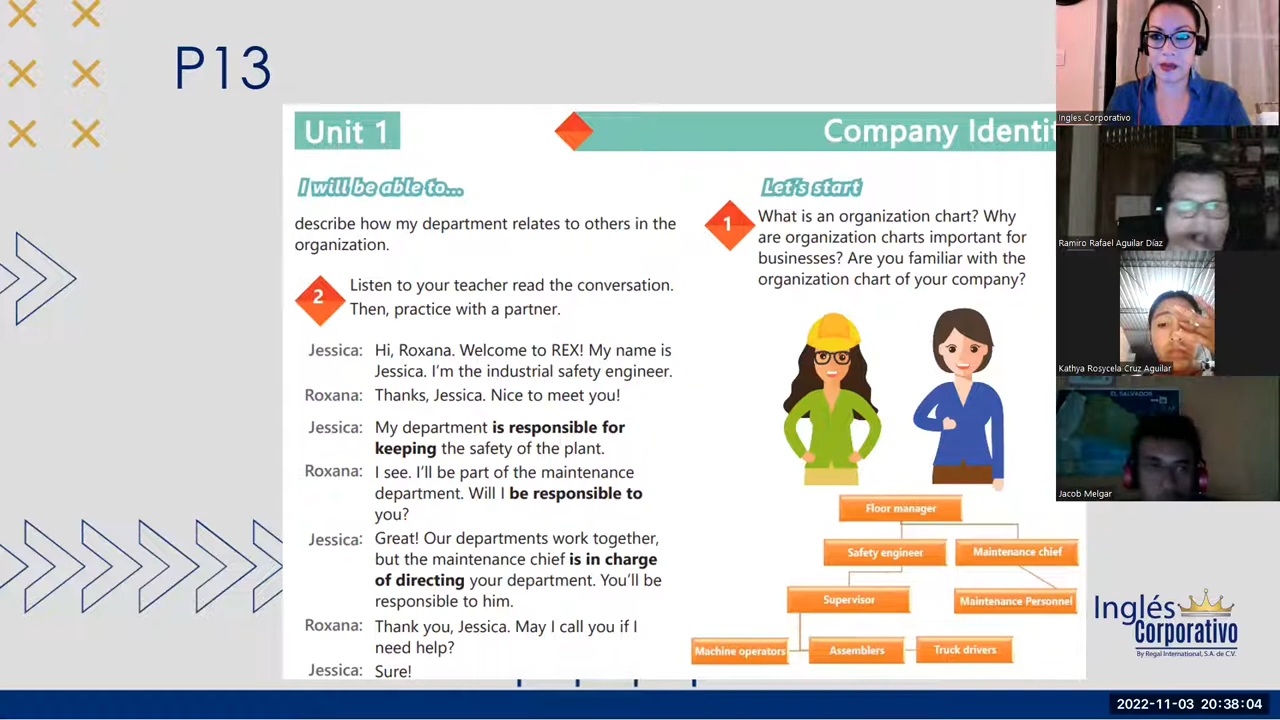 P13
Unit 1
Company Identi
I will be able to...
describe how my department relates to others in the
organization.
2
Listen to your teacher read the conversation.
Then, practice with a partner.
Jessica: Hi, Roxana. Welcome to REX! My name is
Jessica. I'm the industrial safety engineer.
Roxana: Thanks, Jessica. Nice to meet you!
Jessica: My department is responsible for
keeping the safety of the plant.
Roxana: I see. I'll be part of the maintenance
department. Will I be responsible to
you?
Jessica: Great! Our departments work together,
but the maintenance chief is in charge
of directing your department. You'll be
responsible to him.
Roxana: Thank you, Jessica. May I call you if I
need help?
Jessica: Sure!
Let's start
1
What is an organization chart? Why
are organization charts important for
businesses? Are you familiar with the
organization chart of your company?
Floor manager
Safety engineer
Maintenance chief
Supervisor
Maintenance Personnel
Machine operators
Assemblers
Truck drivers
Ingles Corporativo
Ramiro Rafael Aguilar Díaz
Kathya Rosycela Cruz Aguilar
EL SALVADOR
Jacob Melgar
Inglés
Corporativo
By Regal International, S.A. de C.V.
2022-11-03 20:38:04